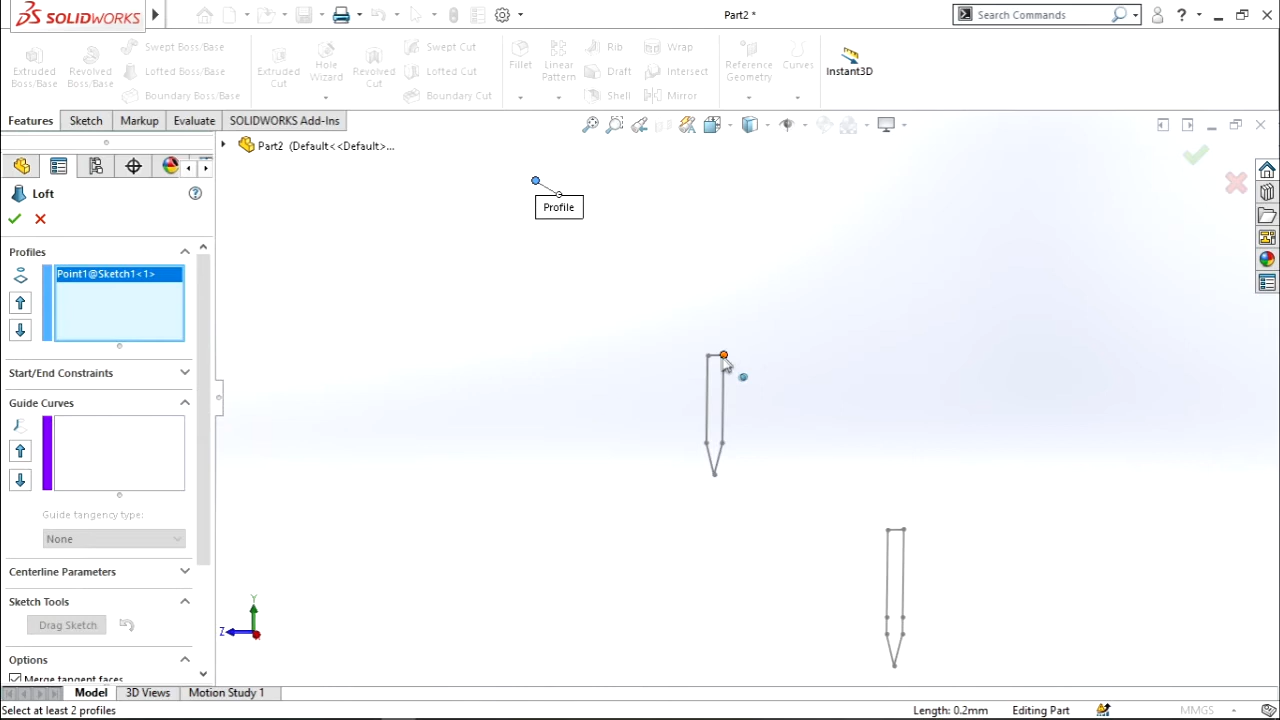 SOLIDWORKS
Part2 *
Search Commands
?
Extruded Boss/Base
Revolved Boss/Base
Swept Boss/Base
Lofted Boss/Base
Boundary Boss/Base
Extruded Cut
Hole Wizard
Revolved Cut
Swept Cut
Lofted Cut
Boundary Cut
Fillet
Linear Pattern
Rib
Draft
Shell
Wrap
Intersect
Mirror
Reference Geometry
Curves
Instant3D
Features
Sketch
Markup
Evaluate
SOLIDWORKS Add-Ins
Part2 (Default<<Default>...
Loft
?
Profiles
Point1@Sketch1<1>
Start/End Constraints
Guide Curves
Guide tangency type:
None
Centerline Parameters
Sketch Tools
Drag Sketch
Options
Merge tangent faces
Profile
Y
Z
Model
3D Views
Motion Study 1
Select at least 2 profiles
Length: 0.2mm
Editing Part
MMGS